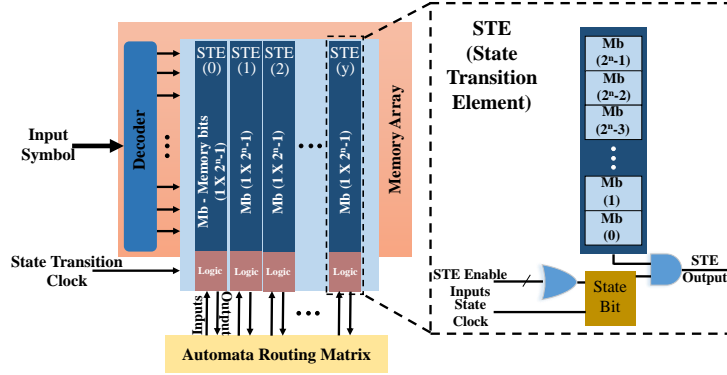 Input
Symbol
Decoder
STE
(0)
STE
(1)
STE
(2)
STE
(y)
Mb - Memory bits
(1 X 2ⁿ-1)
Mb (1 X 2ⁿ-1)
Mb (1 X 2ⁿ-1)
Mb (1 X 2ⁿ-1)
Memory Array
State Transition
Clock
Logic
Logic
Logic
Logic
Inputs
Output
Automata Routing Matrix
STE
(State
Transition
Element)
Mb
(2ⁿ-1)
Mb
(2ⁿ-2)
Mb
(2ⁿ-3)
Mb
(1)
Mb
(0)
STE Enable
Inputs
State
Clock
State
Bit
STE
Output